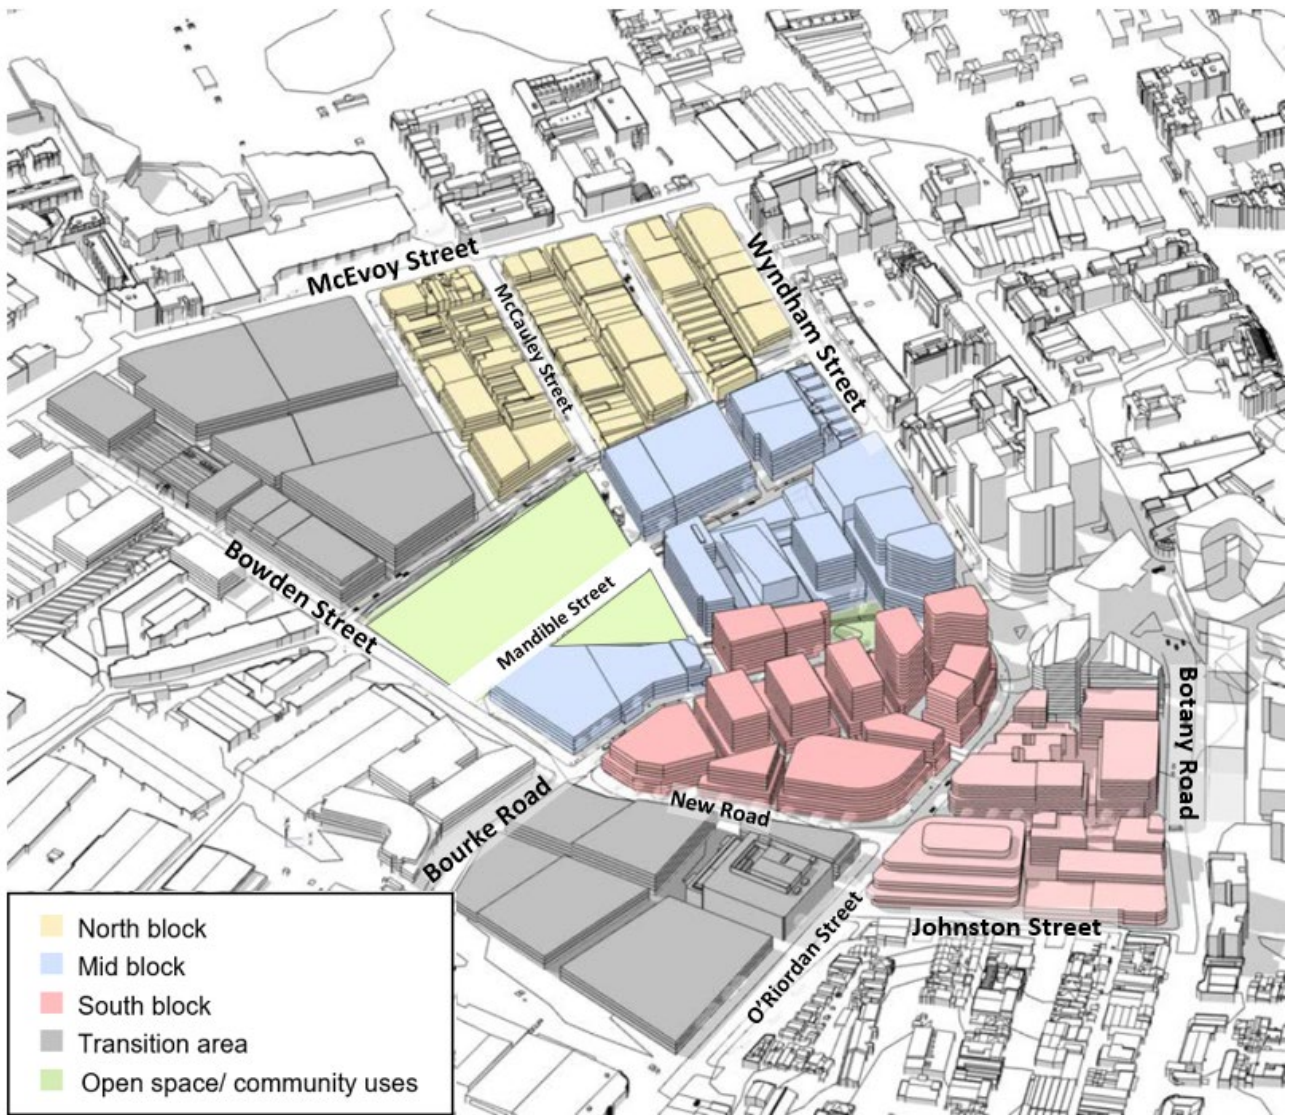 McEvoy Street
Wyndham Street
McCauley Street
Bowden Street
Mandible Street
Botany Road
New Road
Bourke Road
Johnston Street
O'Riordan Street
North block
Mid block
South block
Transition area
Open space/ community uses